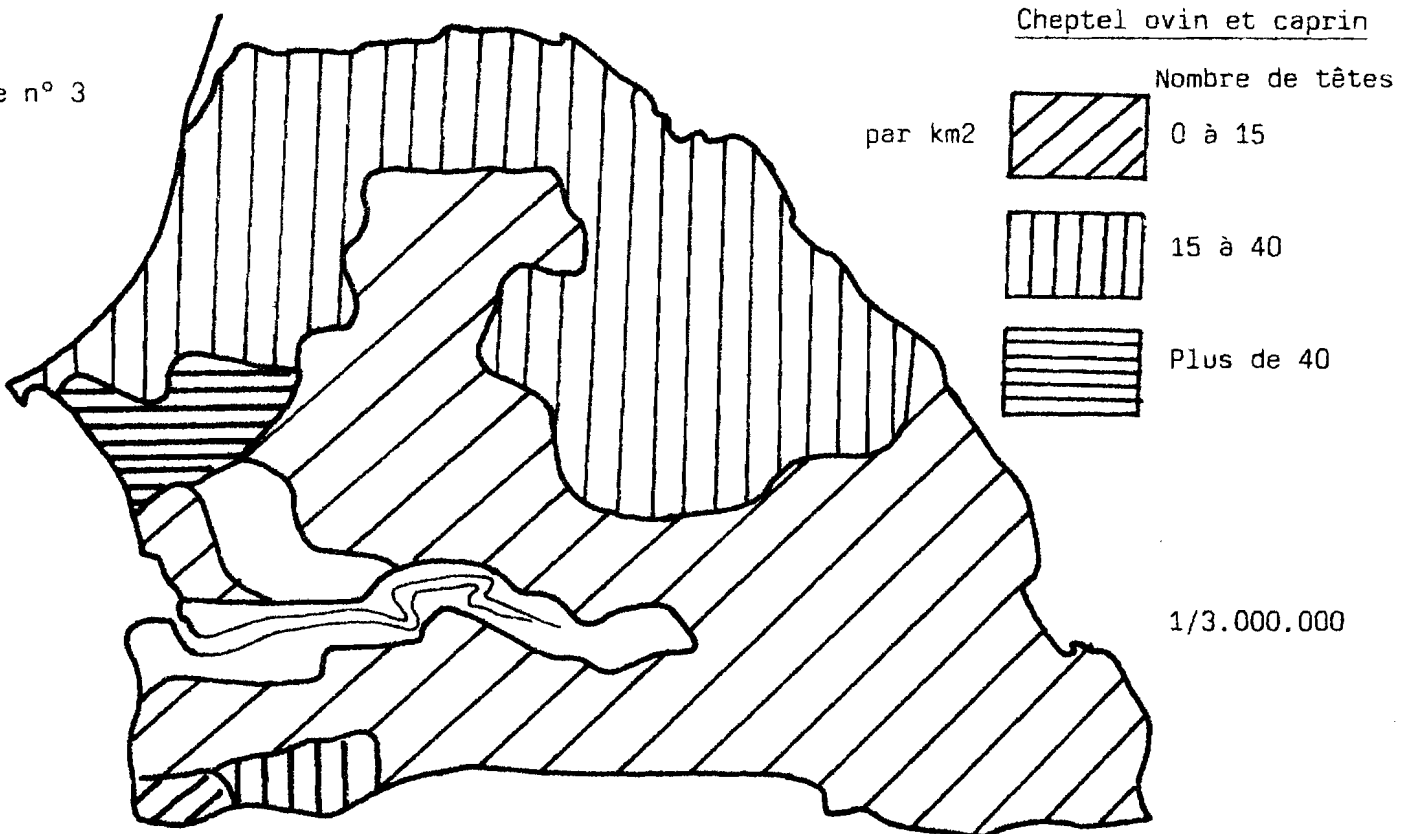 Cheptel ovin et caprin
e n° 3
Nombre de têtes
par km2
0 à 15
15 à 40
Plus de 40
1/3.000.000